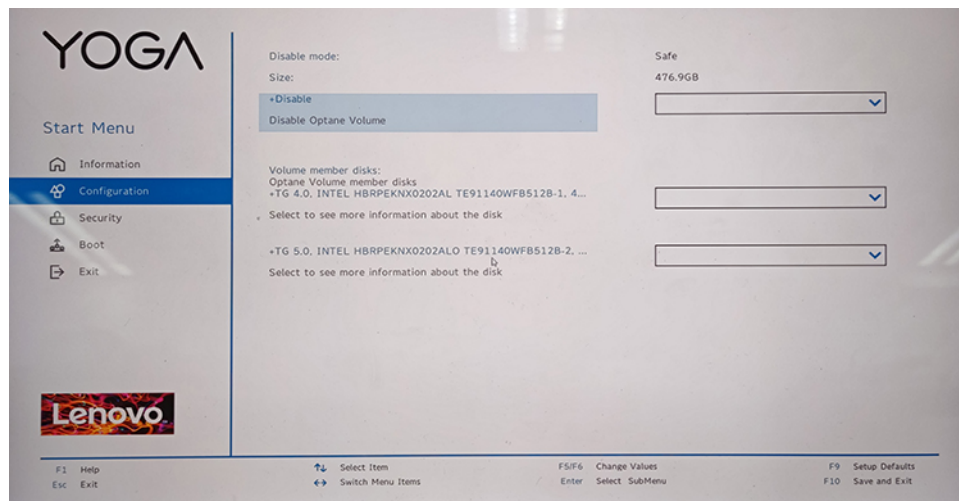 YOGA
Start Menu
Information
Configuration
Security
Boot
Exit
Lenovo
Disable mode: Safe
Size: 476.9GB
+Disable
Disable Optane Volume
Volume member disks:
Optane Volume member disks
+TG 4.0, INTEL HBRPEKNX0202AL TE91140WFB512B-1, 4...
Select to see more information about the disk
+TG 5.0, INTEL HBRPEKNX0202ALO TE91140WFB512B-2, ...
Select to see more information about the disk
F1 Help ↑↓ Select Item F5/F6 Change Values F9 Setup Defaults
Esc Exit ↔ Switch Menu Items Enter Select SubMenu F10 Save and Exit